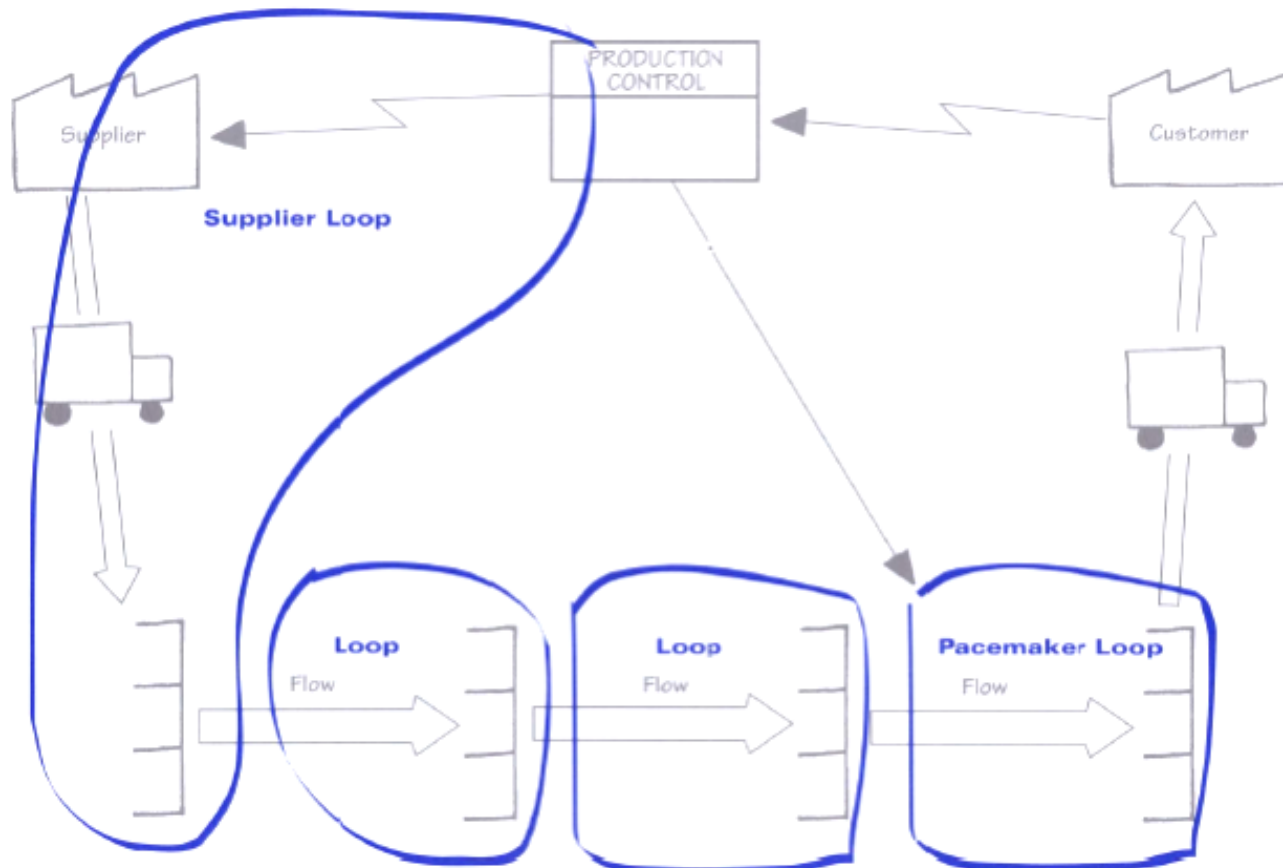 PRODUCTION
CONTROL
Supplier
Customer
Supplier Loop
Loop
Loop
Pacemaker Loop
Flow
Flow
Flow